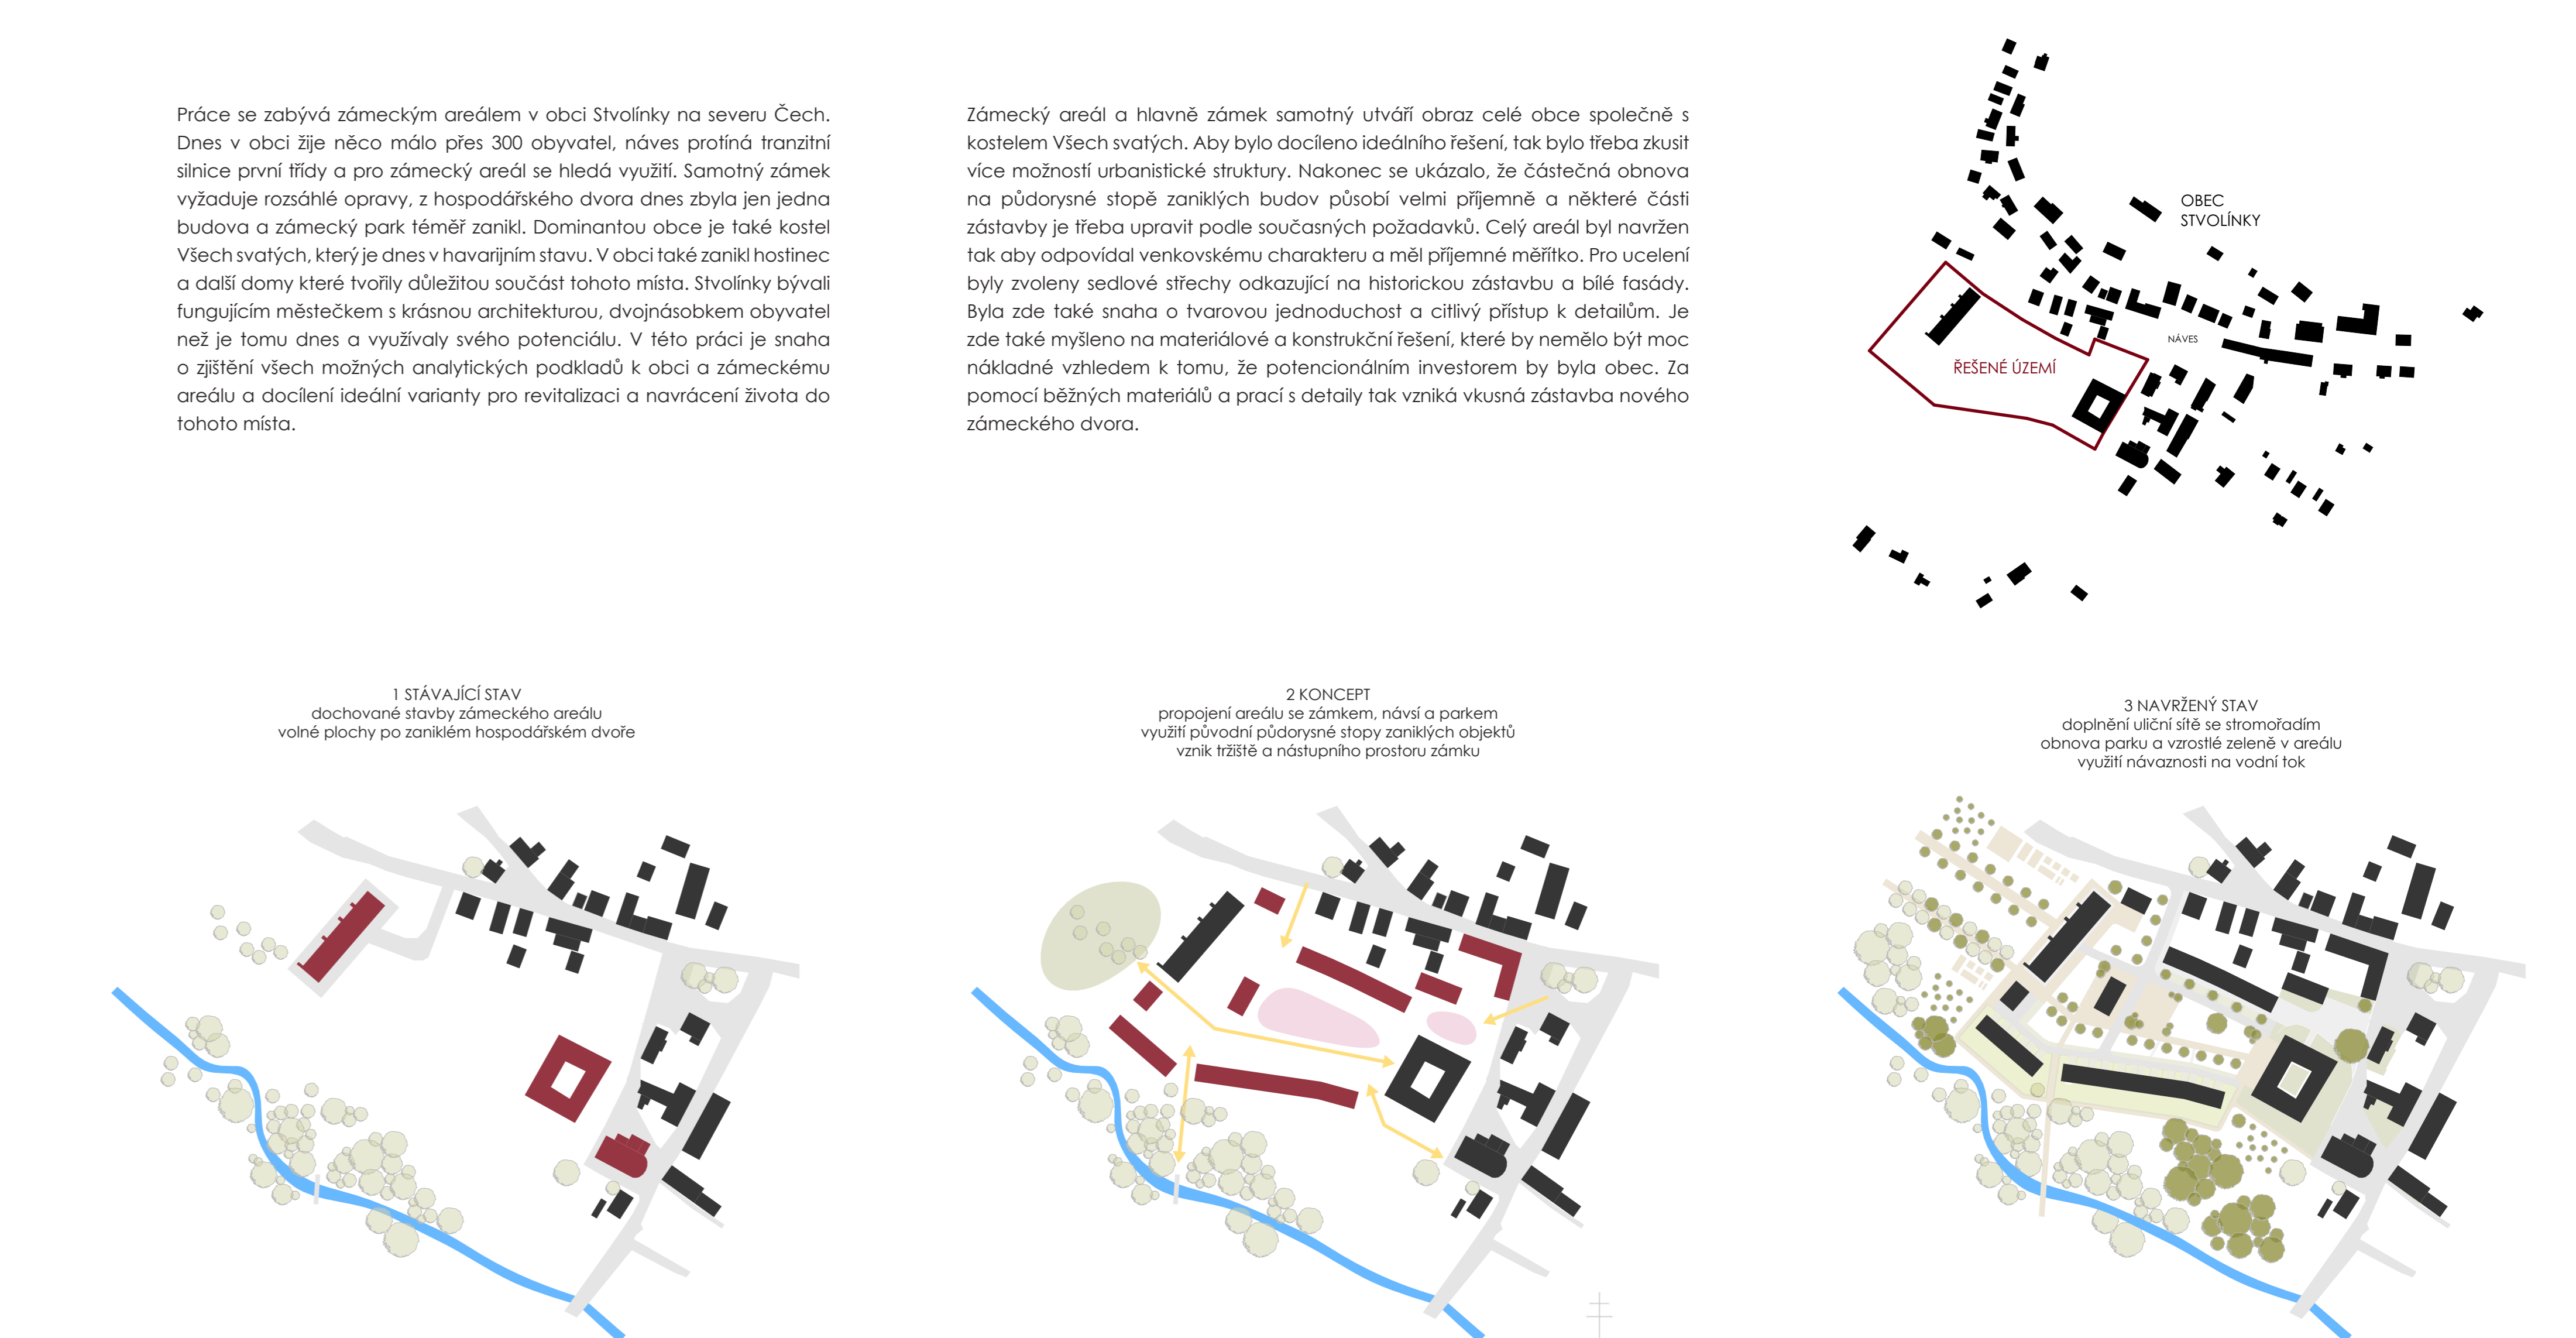 Práce se zabývá zámeckým areálem v obci Stvolínky na severu Čech.
Dnes v obci žije něco málo přes 300 obyvatel, náves protíná tranzitní
silnice první třídy a pro zámecký areál se hledá využití. Samotný zámek
vyžaduje rozsáhlé opravy, z hospodářského dvora dnes zbyla jen jedna
budova a zámecký park téměř zanikl. Dominantou obce je také kostel
Všech svatých, který je dnes v havarijním stavu. V obci také zanikl hostinec
a další domy které tvořily důležitou součást tohoto místa. Stvolínky bývali
fungujícím městečkem s krásnou architekturou, dvojnásobkem obyvatel
než je tomu dnes a využívaly svého potenciálu. V této práci je snaha
o zjištění všech možných analytických podkladů k obci a zámeckému
areálu a docílení ideální varianty pro revitalizaci a navrácení života do
tohoto místa.
Zámecký areál a hlavně zámek samotný utváří obraz celé obce společně s
kostelem Všech svatých. Aby bylo docíleno ideálního řešení, tak bylo třeba zkusit
více možností urbanistické struktury. Nakonec se ukázalo, že částečná obnova
na půdorysné stopě zaniklých budov působí velmi příjemně a některé části
zástavby je třeba upravit podle současných požadavků. Celý areál byl navržen
tak aby odpovídal venkovskému charakteru a měl příjemné měřítko. Pro ucelení
byly zvoleny sedlové střechy odkazující na historickou zástavbu a bílé fasády.
Byla zde také snaha o tvarovou jednoduchost a citlivý přístup k detailům. Je
zde také myšleno na materiálové a konstrukční řešení, které by nemělo být moc
nákladné vzhledem k tomu, že potencionálním investorem by byla obec. Za
pomocí běžných materiálů a prací s detaily tak vzniká vkusná zástavba nového
zámeckého dvora.
OBEC
STVOLÍNKY
NÁVES
ŘEŠENÉ ÚZEMÍ
1 STÁVAJÍCÍ STAV
dochované stavby zámeckého areálu
volné plochy po zaniklém hospodářském dvoře
2 KONCEPT
propojení areálu se zámkem, návsí a parkem
využití původní půdorysné stopy zaniklých objektů
vznik tržiště a nástupního prostoru zámku
3 NAVRŽENÝ STAV
doplnění uliční sítě se stromořadím
obnova parku a vzrostlé zeleně v areálu
využití návaznosti na vodní tok